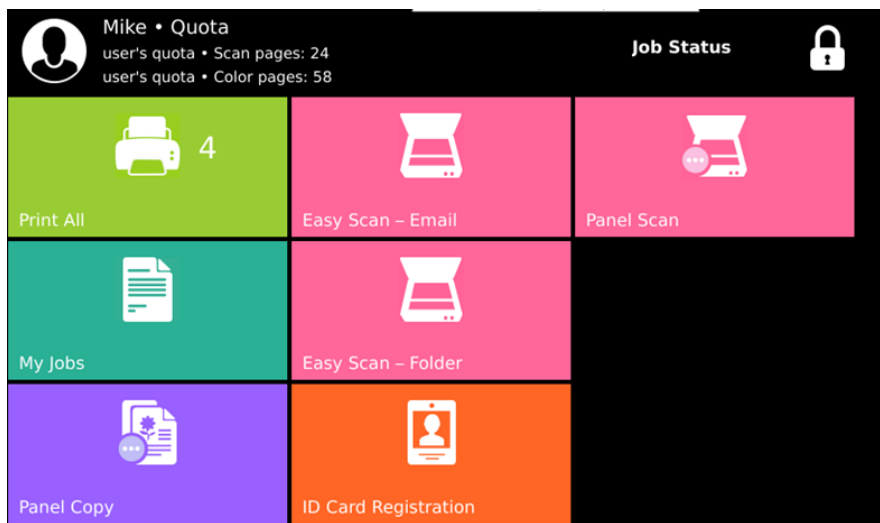 Mike • Quota
user's quota • Scan pages: 24
user's quota • Color pages: 58
Job Status
4
Print All
Easy Scan – Email
Panel Scan
My Jobs
Easy Scan – Folder
Panel Copy
ID Card Registration